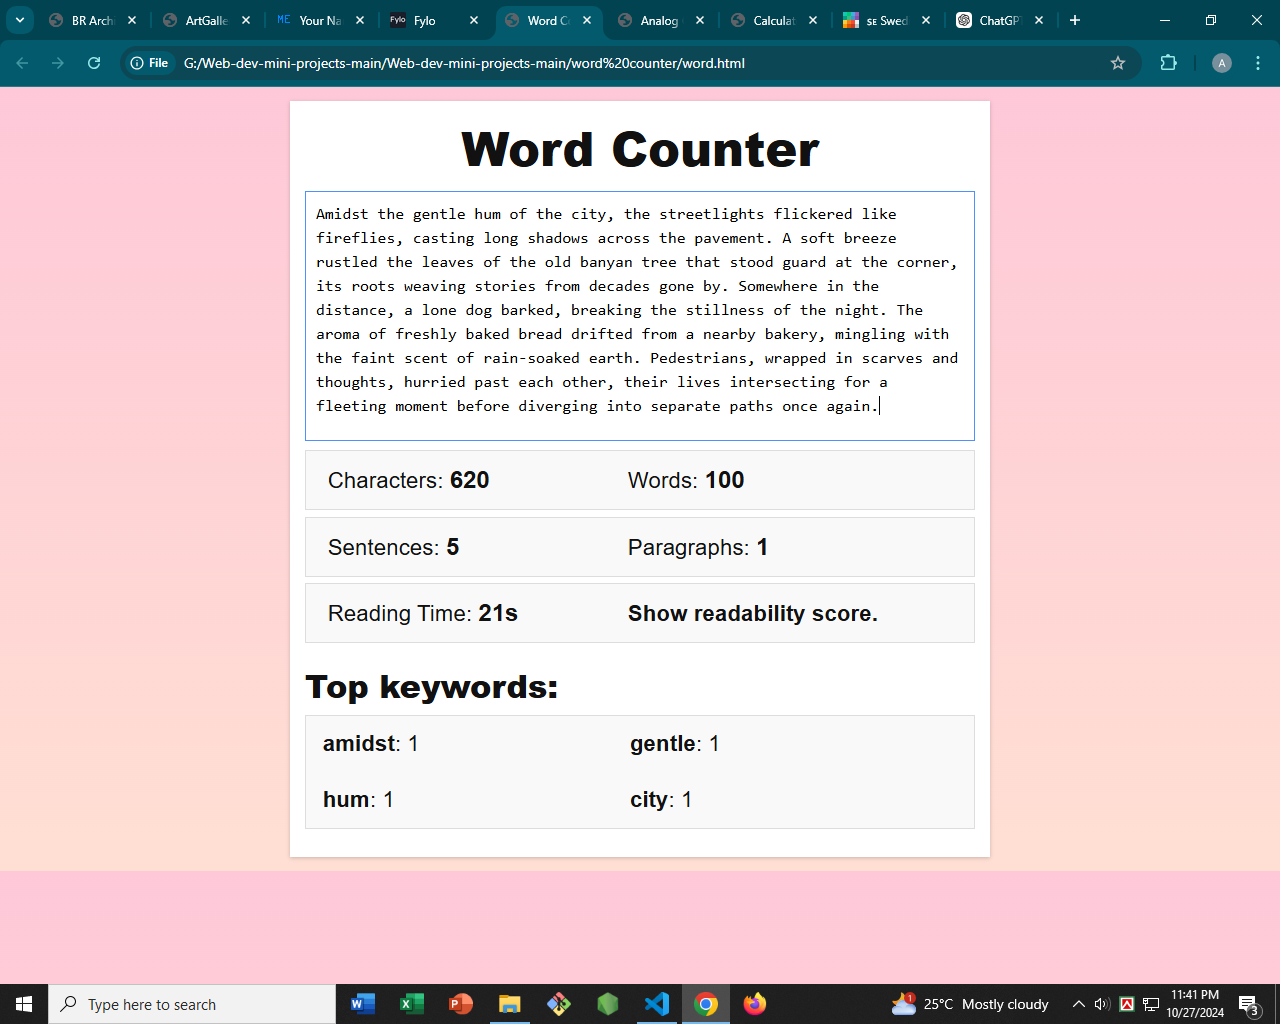 BR Archi
ArtGalle
ME Your Na
Fylo Fylo
Word Co
Analog
Calculat
SE Swed
ChatGPT
File G:/Web-dev-mini-projects-main/Web-dev-mini-projects-main/word%20counter/word.html
A
Word Counter
Amidst the gentle hum of the city, the streetlights flickered like
fireflies, casting long shadows across the pavement. A soft breeze
rustled the leaves of the old banyan tree that stood guard at the corner,
its roots weaving stories from decades gone by. Somewhere in the
distance, a lone dog barked, breaking the stillness of the night. The
aroma of freshly baked bread drifted from a nearby bakery, mingling with
the faint scent of rain-soaked earth. Pedestrians, wrapped in scarves and
thoughts, hurried past each other, their lives intersecting for a
fleeting moment before diverging into separate paths once again.
Characters: 620 Words: 100
Sentences: 5 Paragraphs: 1
Reading Time: 21s Show readability score.
Top keywords:
amidst: 1 gentle: 1
hum: 1 city: 1
Type here to search
1
25°C Mostly cloudy
11:41 PM
10/27/2024
3